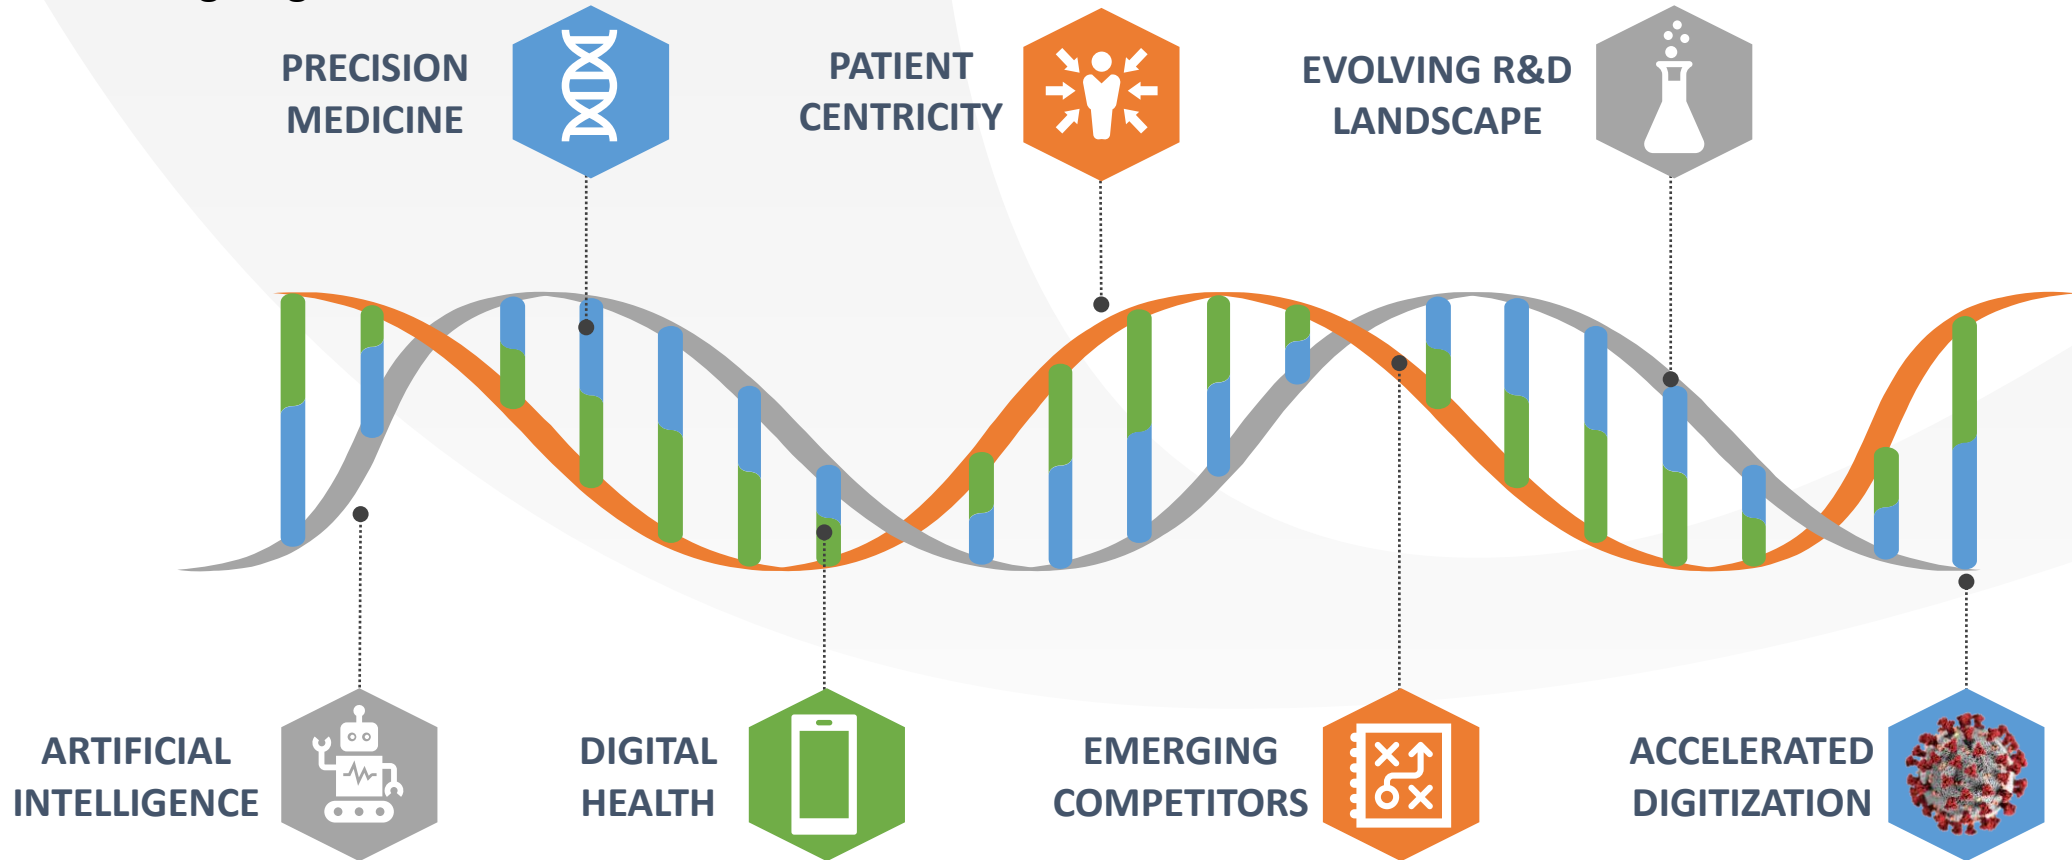 PRECISION
MEDICINE
PATIENT
CENTRICITY
EVOLVING R&D
LANDSCAPE
ARTIFICIAL
INTELLIGENCE
DIGITAL
HEALTH
EMERGING
COMPETITORS
ACCELERATED
DIGITIZATION